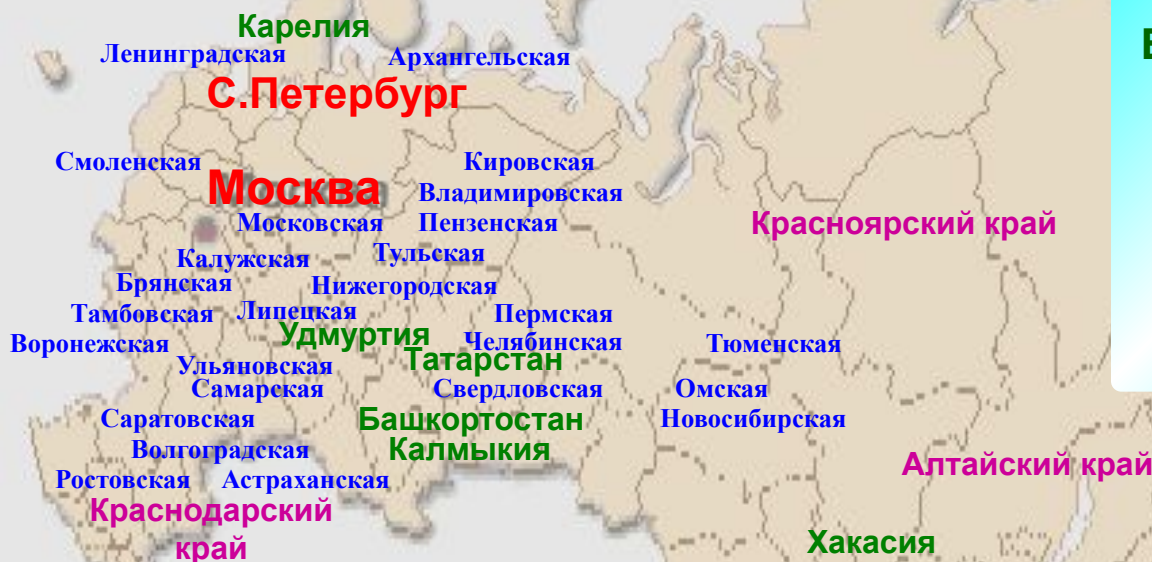 Карелия
Ленинградская
Архангельская
С.Петербург
Смоленская
Кировская
Москва
Владимировская
Московская
Пензенская
Красноярский край
Калужская
Тульская
Брянская
Нижегородская
Тамбовская
Липецкая
Пермская
Удмуртия
Воронежская
Челябинская
Тюменская
Татарстан
Ульяновская
Самарская
Свердловская
Омская
Саратовская
Башкортостан
Новосибирская
Волгоградская
Калмыкия
Алтайский край
Ростовская
Астраханская
Краснодарский
край
Хакасия